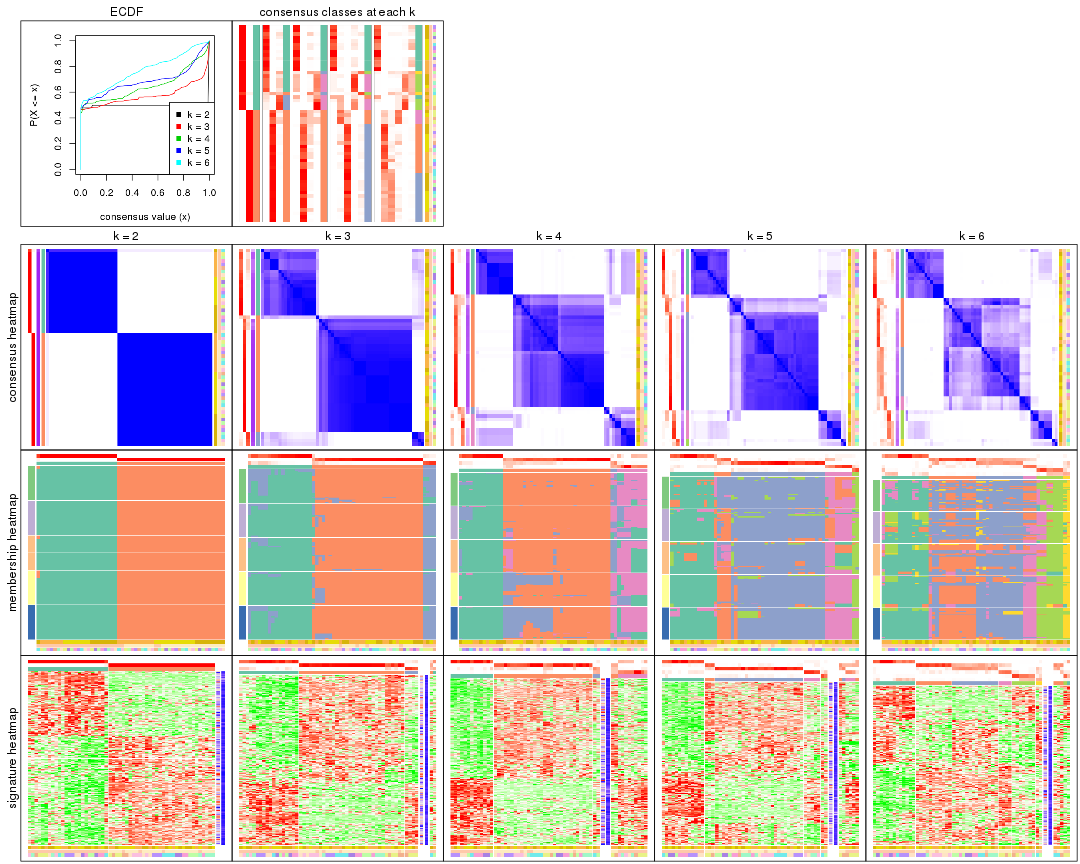 ECDF
consensus classes at each k
P(X <= x)
1.0
0.8
0.6
0.4
0.2
0.0
k = 2
k = 3
k = 4
k = 5
k = 6
0.0 0.2 0.4 0.6 0.8 1.0
consensus value (x)
k = 2
k = 3
k = 4
k = 5
k = 6
consensus heatmap
membership heatmap
signature heatmap